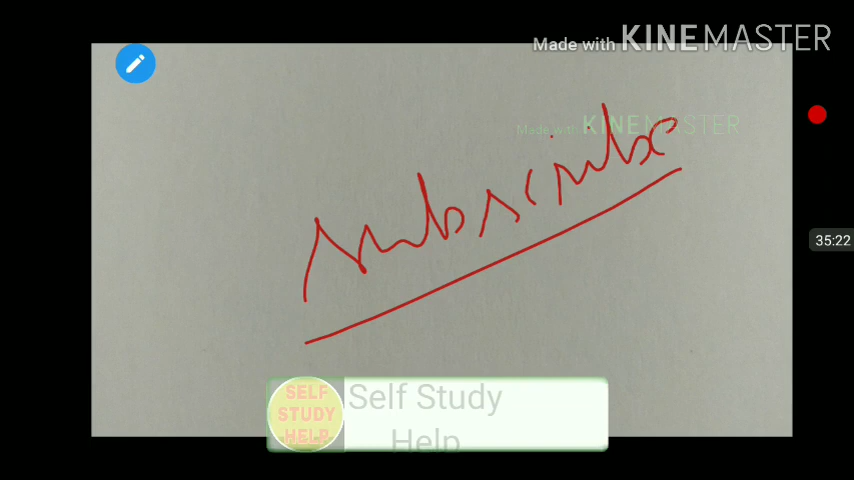 Made with KINEMASTER
Made with KINEMASTER
subscribe
35:22
SELF
STUDY
HELP
Self Study
Help